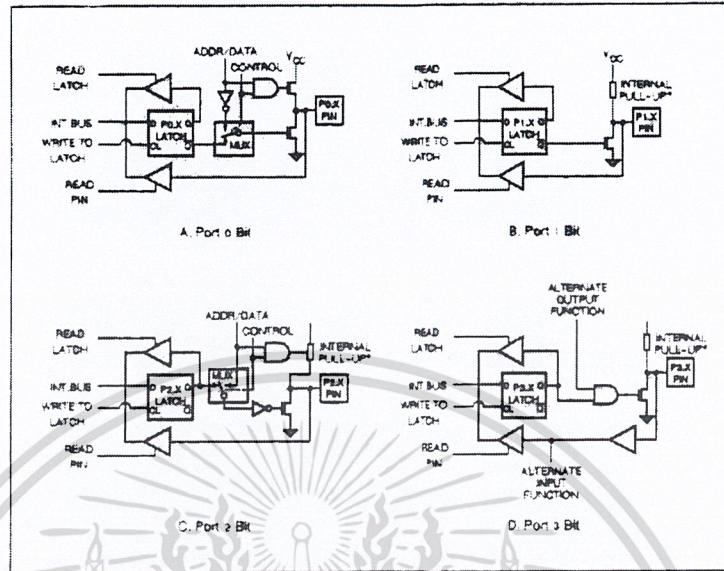 ADDR/DATA
CONTROL
VCC
READ
LATCH
INT.BUS
WRITE TO
LATCH
READ
PIN
D
P0.X
LATCH
CL
Q
Q
MUX
P0.X
PIN
A. Port 0 Bit
VCC
READ
LATCH
INTERNAL
PULL-UP*
INT.BUS
WRITE TO
LATCH
READ
PIN
D
P1.X
LATCH
CL
Q
Q
P1.X
PIN
B. Port 1 Bit
ADDR/DATA
CONTROL
READ
LATCH
INTERNAL
PULL-UP*
INT.BUS
WRITE TO
LATCH
READ
PIN
D
P2.X
LATCH
CL
Q
Q
MUX
P2.X
PIN
C. Port 2 Bit
ALTERNATE
OUTPUT
FUNCTION
READ
LATCH
INTERNAL
PULL-UP*
INT.BUS
WRITE TO
LATCH
READ
PIN
D
P3.X
LATCH
CL
Q
Q
P3.X
PIN
ALTERNATE
INPUT
FUNCTION
D. Port 3 Bit